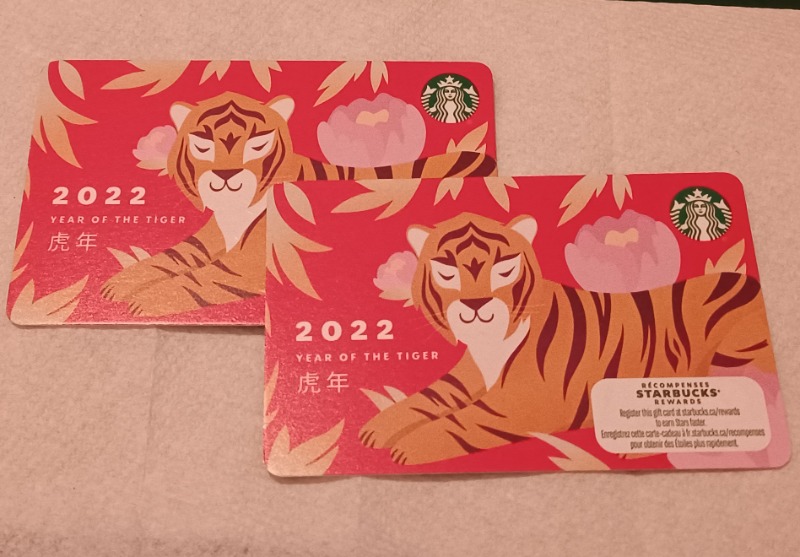 2022
YEAR OF THE TIGER
虎年
2022
YEAR OF THE TIGER
虎年
RÉCOMPENSES
STARBUCKS®
REWARDS
Register this gift card at starbucks.ca/rewards
to earn Stars faster.
Enregistrez cette carte-cadeau à fr.starbucks.ca/recompenses
pour obtenir des Étoiles plus rapidement.